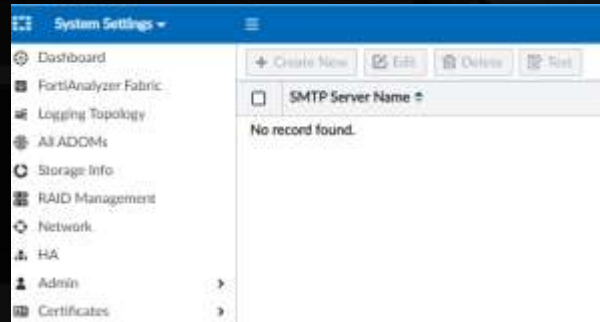 System Settings
Dashboard
FortiAnalyzer Fabric
Logging Topology
All ADOMs
Storage Info
RAID Management
Network
HA
Admin
Certificates
+ Create New Edit Delete Test
SMTP Server Name
No record found.